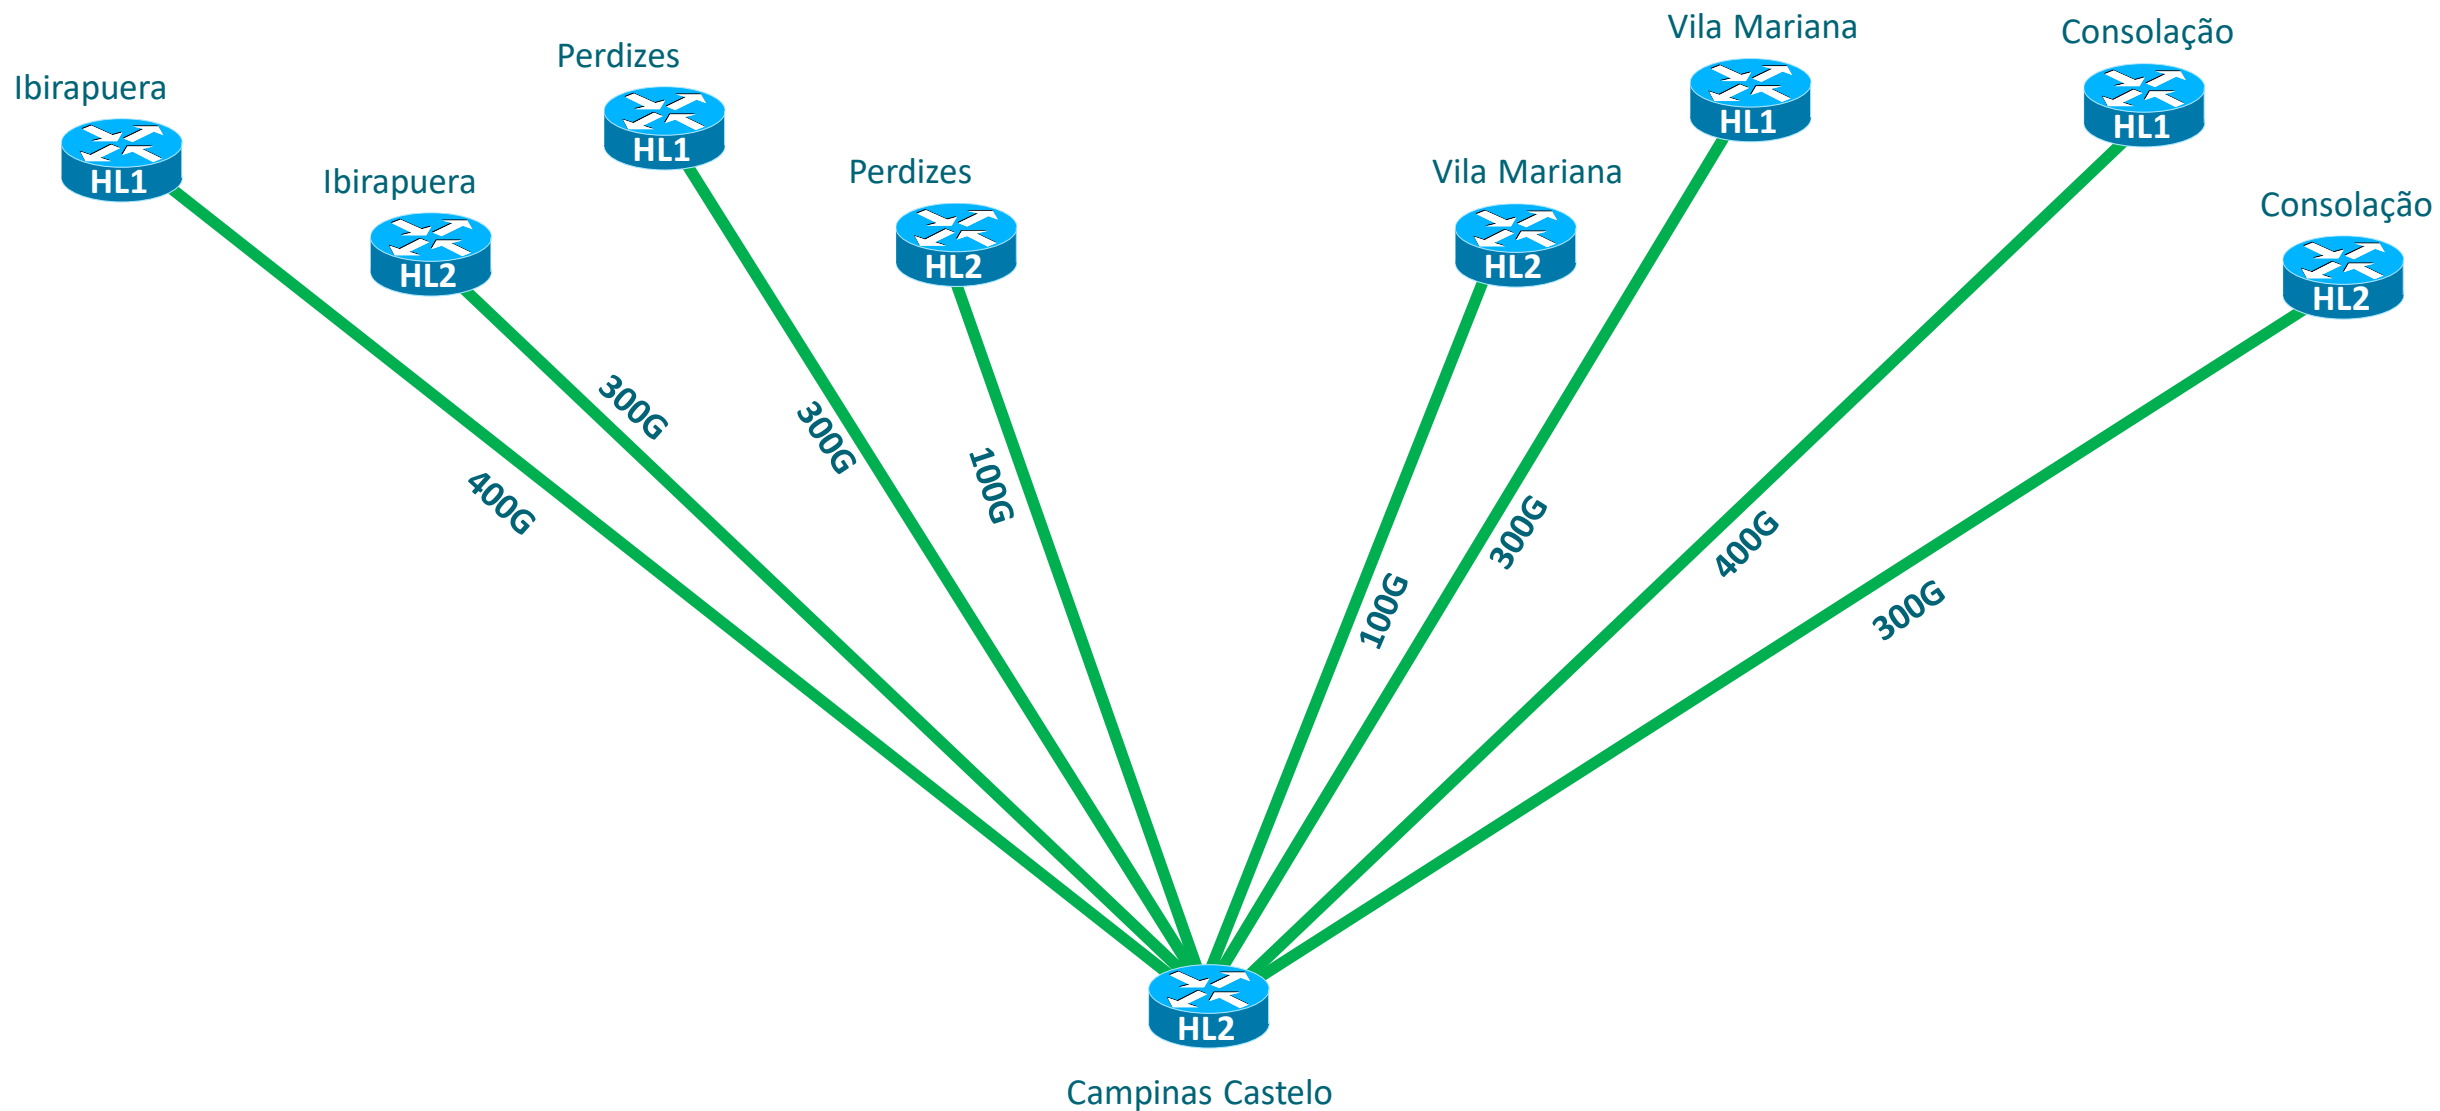 Ibirapuera
HL1
Ibirapuera
HL2
Perdizes
HL1
Perdizes
HL2
Vila Mariana
HL2
Vila Mariana
HL1
Consolação
HL1
Consolação
HL2
400G
300G
300G
100G
100G
300G
400G
300G
HL2
Campinas Castelo